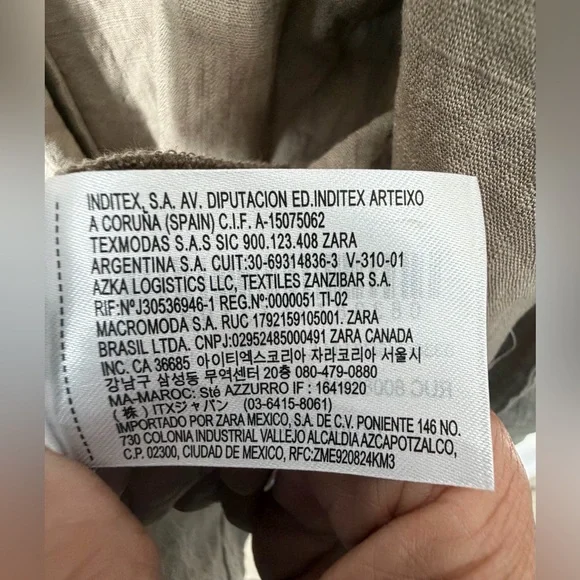 INDITEX, S.A. AV. DIPUTACION ED.INDITEX ARTEIXO
A CORUÑA (SPAIN) C.I.F. A-15075062
TEXMODAS S.A.S SIC 900.123.408 ZARA
ARGENTINA S.A. CUIT:30-69314836-3 V-310-01
AZKA LOGISTICS LLC, TEXTILES ZANZIBAR S.A.
RIF:NºJ30536946-1 REG.Nº:0000051 TI-02
MACROMODA S.A. RUC 1792159105001. ZARA
BRASIL LTDA. CNPJ:02952485000491 ZARA CANADA
INC. CA 36685 아이티엑스코리아 자라코리아 서울시
강남구 삼성동 무역센터 20층 080-479-0880
MA-MAROC: Sté AZZURRO IF : 1641920
(株) ITXジャパン (03-6415-8061)
IMPORTADO POR ZARA MEXICO, S.A. DE C.V. PONIENTE 146 NO.
730 COLONIA INDUSTRIAL VALLEJO ALCALDIA AZCAPOTZALCO,
C.P. 02300, CIUDAD DE MEXICO, RFC:ZME920824KM3